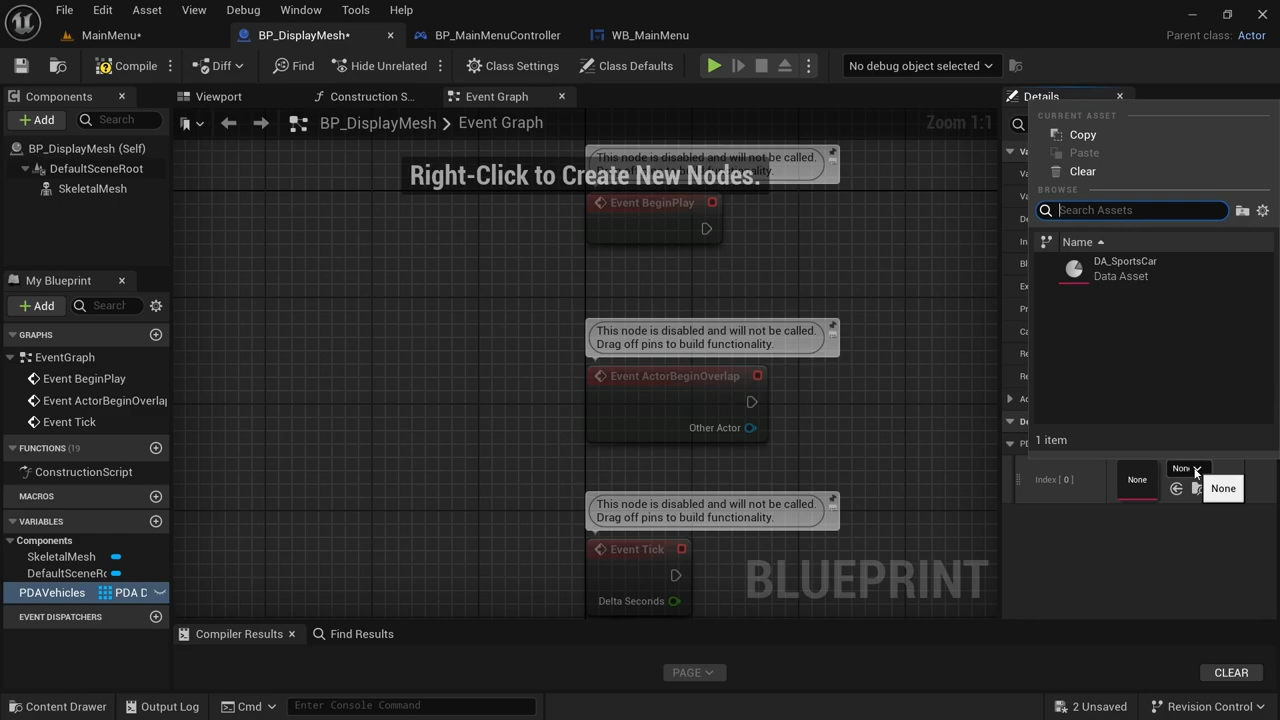 File Edit Asset View Debug Window Tools Help
MainMenu* BP_DisplayMesh* BP_MainMenuController WB_MainMenu Parent class: Actor
Compile Diff Find Hide Unrelated Class Settings Class Defaults No debug object selected
Components Viewport Construction S... Event Graph Details
Add Search BP_DisplayMesh Event Graph Zoom 1:1
BP_DisplayMesh (Self)
DefaultSceneRoot
SkeletalMesh
My Blueprint
Add Search
GRAPHS
EventGraph
Event BeginPlay
Event ActorBeginOverla
Event Tick
FUNCTIONS (19
ConstructionScript
MACROS
VARIABLES
Components
SkeletalMesh
DefaultSceneRc
PDAVehicles PDA D
EVENT DISPATCHERS
Right-Click to Create New Nodes.
This node is disabled and will not be called.
Event BeginPlay
This node is disabled and will not be called.
Drag off pins to build functionality.
Event ActorBeginOverlap
Other Actor
This node is disabled and will not be called.
Drag off pins to build functionality.
Event Tick
Delta Seconds
BLUEPRINT
CURRENT ASSET
Copy
Paste
Clear
BROWSE
Search Assets
Name
DA_SportsCar
Data Asset
1 item
Index [ 0 ] None None
None
Compiler Results Find Results
PAGE CLEAR
Content Drawer Output Log Cmd Enter Console Command 2 Unsaved Revision Control